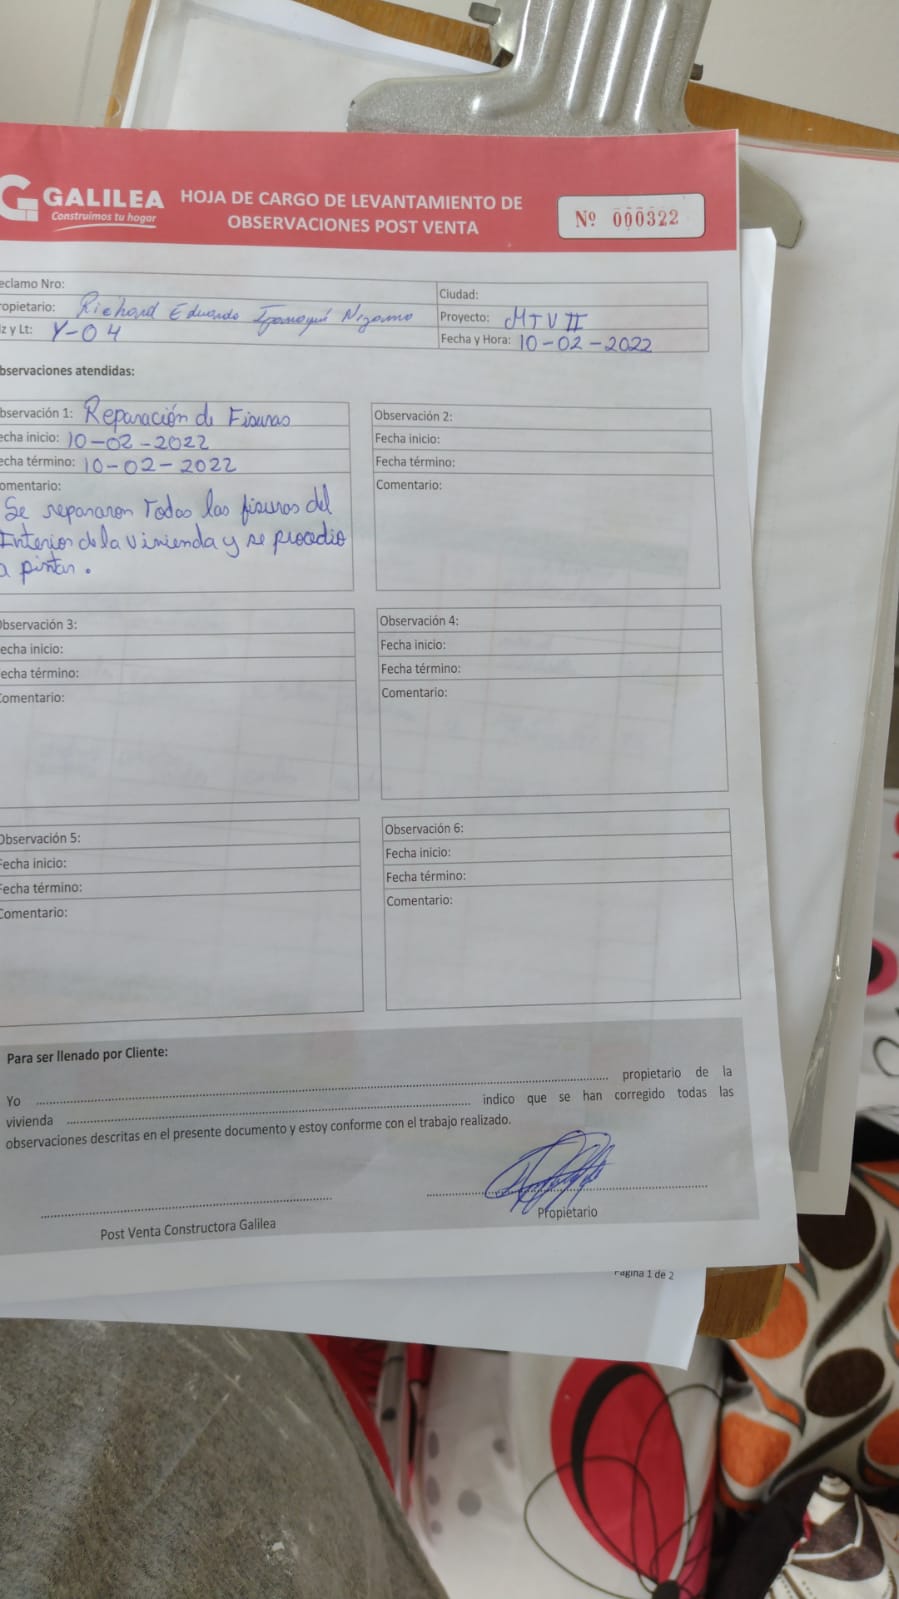 GALILEA
Construimos tu hogar
HOJA DE CARGO DE LEVANTAMIENTO DE
OBSERVACIONES POST VENTA
Nº 000322
eclamo Nro:
Ciudad:
ropietario: Richard Eduardo
Proyecto: MTV II
z y Lt: Y-04
Fecha y Hora: 10-02-2022
bservaciones atendidas:
bservación 1: Reparación de Fisuras
echa inicio: 10-02-2022
echa término: 10-02-2022
omentario:
Se repararon Todas las fisuras del
Interior de la vivienda y se procedio
a pintar.
Observación 2:
Fecha inicio:
Fecha término:
Comentario:
Observación 3:
echa inicio:
echa término:
Comentario:
Observación 4:
Fecha inicio:
Fecha término:
Comentario:
Observación 5:
Fecha inicio:
Fecha término:
Comentario:
Observación 6:
Fecha inicio:
Fecha término:
Comentario:
Para ser llenado por Cliente:
Yo ........ propietario de la
vivienda ........ indico que se han corregido todas las
observaciones descritas en el presente documento y estoy conforme con el trabajo realizado.
Post Venta Constructora Galilea
Propietario
Página 1 de 2